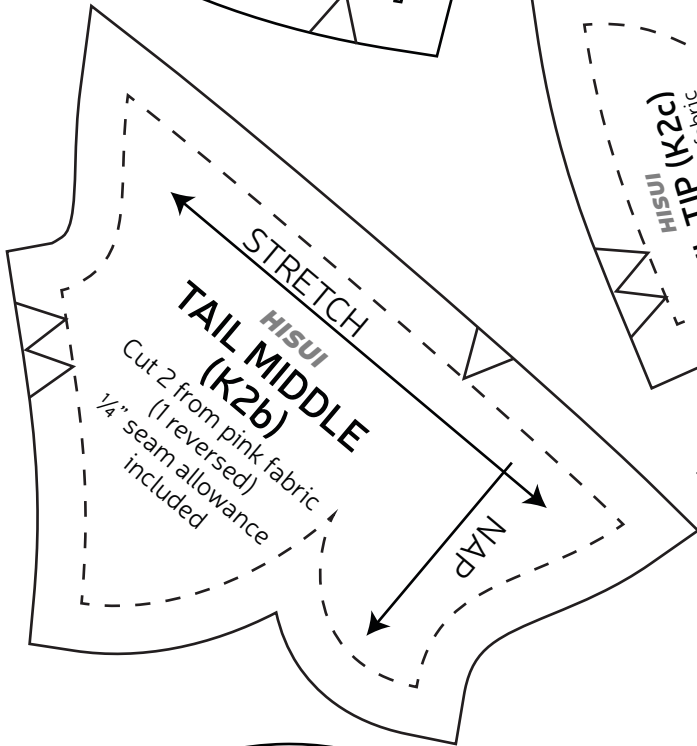 STRETCH
HISUI
TAIL MIDDLE
(K2b)
Cut 2 from pink fabric
(1 reversed)
¼” seam allowance
included
NAP
HISUI
TIP (K2c)